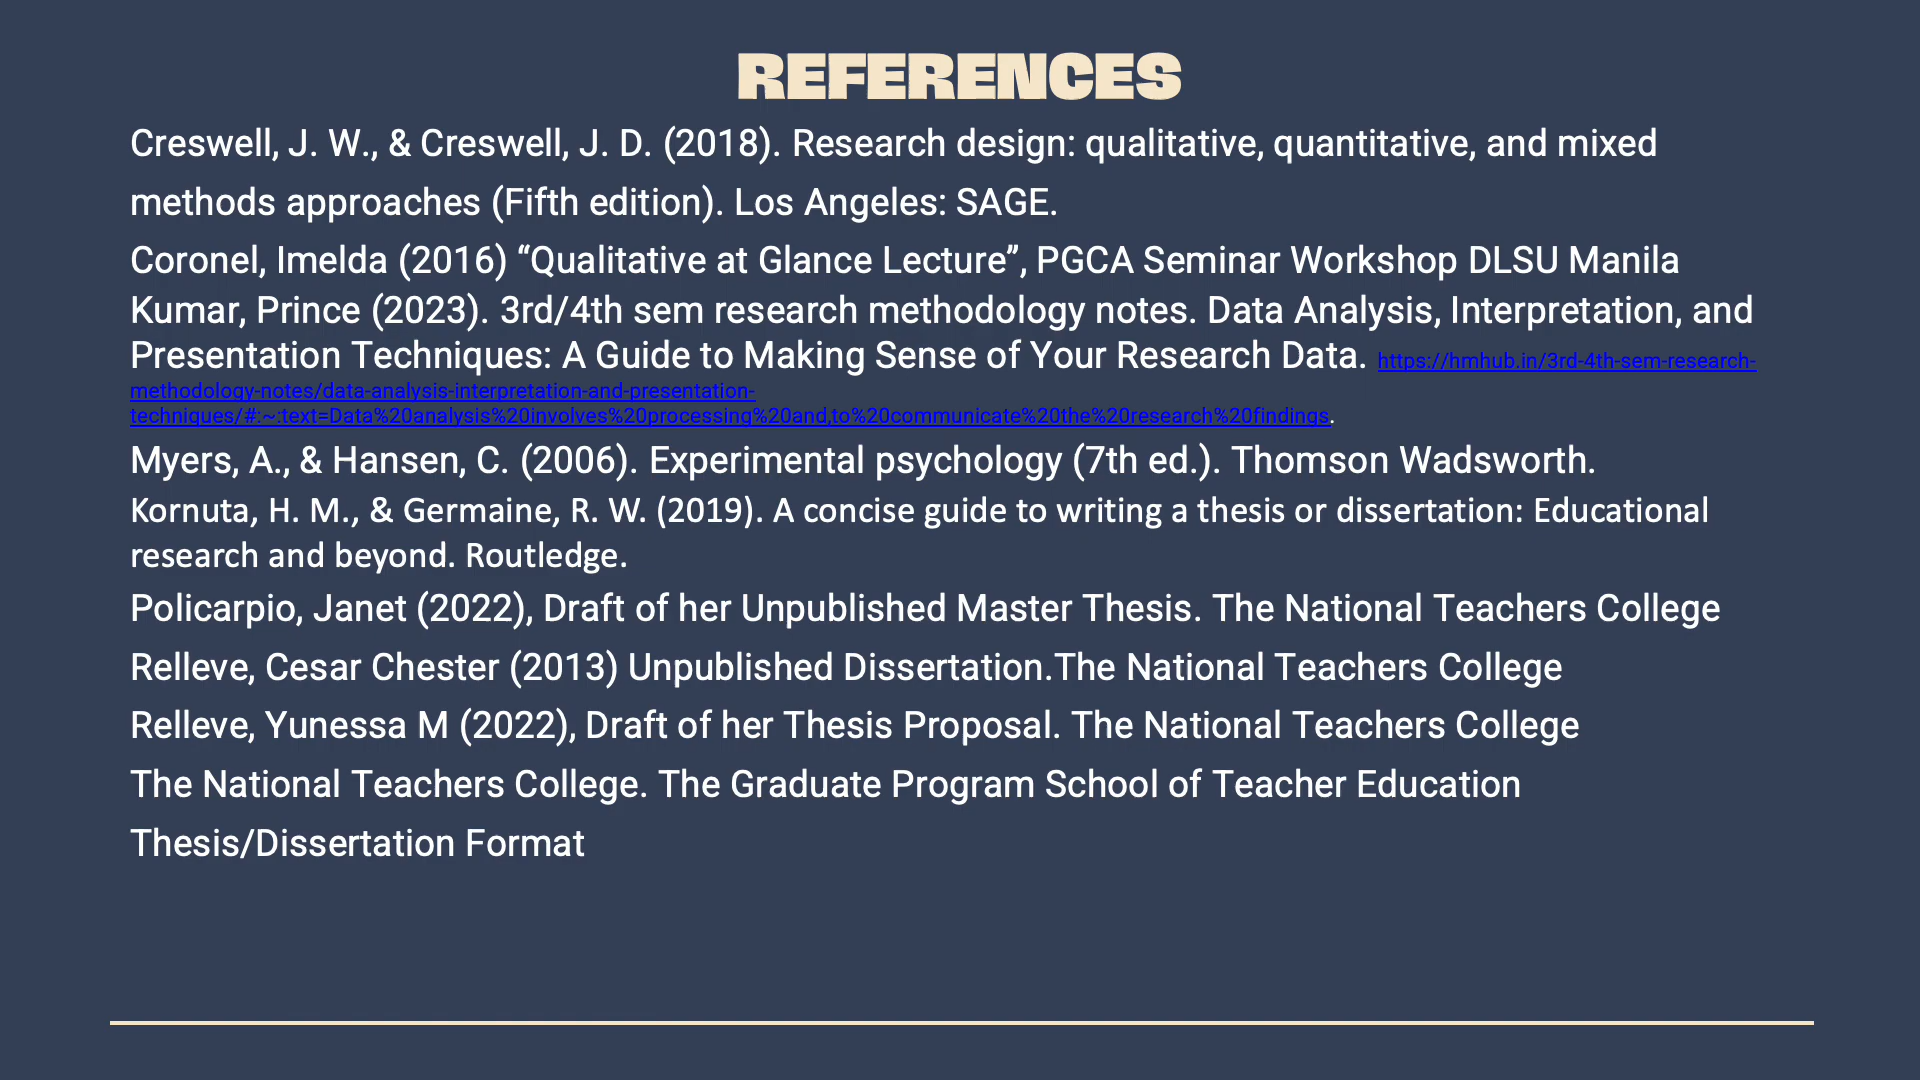 REFERENCES
Creswell, J. W., & Creswell, J. D. (2018). Research design: qualitative, quantitative, and mixed
methods approaches (Fifth edition). Los Angeles: SAGE.
Coronel, Imelda (2016) “Qualitative at Glance Lecture”, PGCA Seminar Workshop DLSU Manila
Kumar, Prince (2023). 3rd/4th sem research methodology notes. Data Analysis, Interpretation, and
Presentation Techniques: A Guide to Making Sense of Your Research Data. https://hmhub.in/3rd-4th-sem-research-
methodology-notes/data-analysis-interpretation-and-presentation-
techniques/#:~:text=Data%20analysis%20involves%20processing%20and,to%20communicate%20the%20research%20findings.
Myers, A., & Hansen, C. (2006). Experimental psychology (7th ed.). Thomson Wadsworth.
Kornuta, H. M., & Germaine, R. W. (2019). A concise guide to writing a thesis or dissertation: Educational
research and beyond. Routledge.
Policarpio, Janet (2022), Draft of her Unpublished Master Thesis. The National Teachers College
Relleve, Cesar Chester (2013) Unpublished Dissertation.The National Teachers College
Relleve, Yunessa M (2022), Draft of her Thesis Proposal. The National Teachers College
The National Teachers College. The Graduate Program School of Teacher Education
Thesis/Dissertation Format